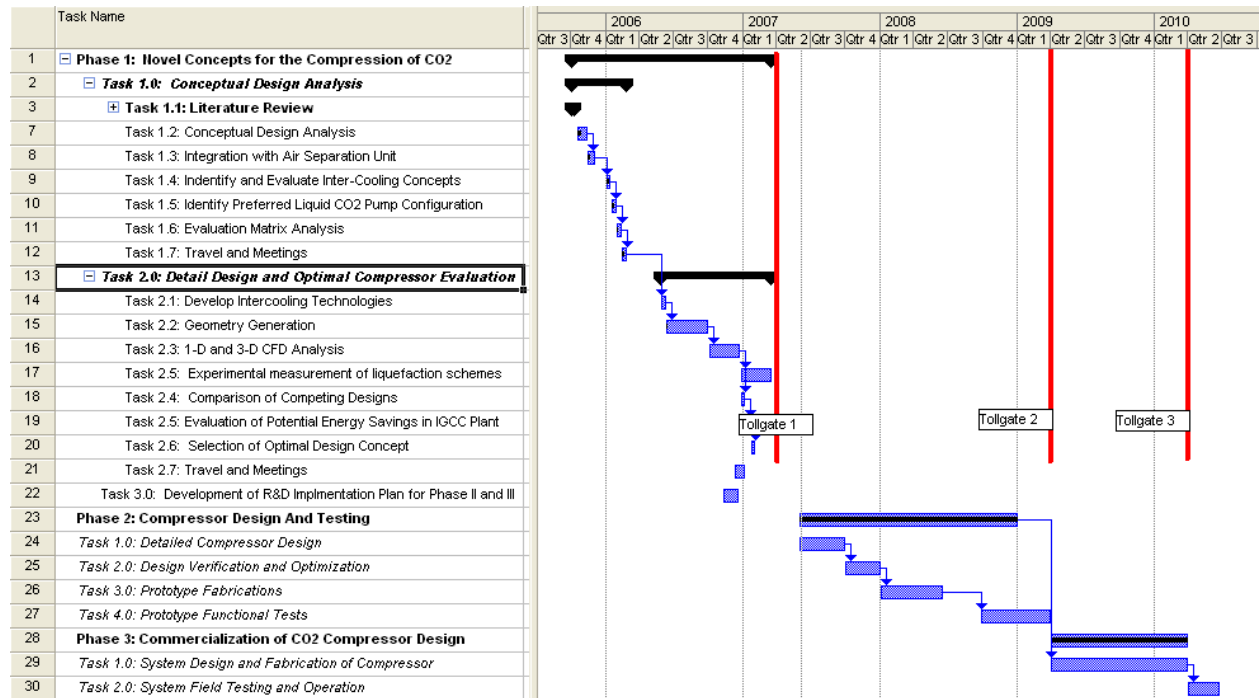 Task Name
2006 2007 2008 2009 2010
Qtr 3 Qtr 4 Qtr 1 Qtr 2 Qtr 3 Qtr 4 Qtr 1 Qtr 2 Qtr 3 Qtr 4 Qtr 1 Qtr 2 Qtr 3 Qtr 4 Qtr 1 Qtr 2 Qtr 3 Qtr 4 Qtr 1 Qtr 2 Qtr 3
1 Phase 1: Novel Concepts for the Compression of CO2
2 Task 1.0: Conceptual Design Analysis
3 Task 1.1: Literature Review
7 Task 1.2: Conceptual Design Analysis
8 Task 1.3: Integration with Air Separation Unit
9 Task 1.4: Indentify and Evaluate Inter-Cooling Concepts
10 Task 1.5: Identify Preferred Liquid CO2 Pump Configuration
11 Task 1.6: Evaluation Matrix Analysis
12 Task 1.7: Travel and Meetings
13 Task 2.0: Detail Design and Optimal Compressor Evaluation
14 Task 2.1: Develop Intercooling Technologies
15 Task 2.2: Geometry Generation
16 Task 2.3: 1-D and 3-D CFD Analysis
17 Task 2.5: Experimental measurement of liquefaction schemes
18 Task 2.4: Comparison of Competing Designs
19 Task 2.5: Evaluation of Potential Energy Savings in IGCC Plant
Tollgate 1
Tollgate 2
Tollgate 3
20 Task 2.6: Selection of Optimal Design Concept
21 Task 2.7: Travel and Meetings
22 Task 3.0: Development of R&D Implmentation Plan for Phase II and III
23 Phase 2: Compressor Design And Testing
24 Task 1.0: Detailed Compressor Design
25 Task 2.0: Design Verification and Optimization
26 Task 3.0: Prototype Fabrications
27 Task 4.0: Prototype Functional Tests
28 Phase 3: Commercialization of CO2 Compressor Design
29 Task 1.0: System Design and Fabrication of Compressor
30 Task 2.0: System Field Testing and Operation